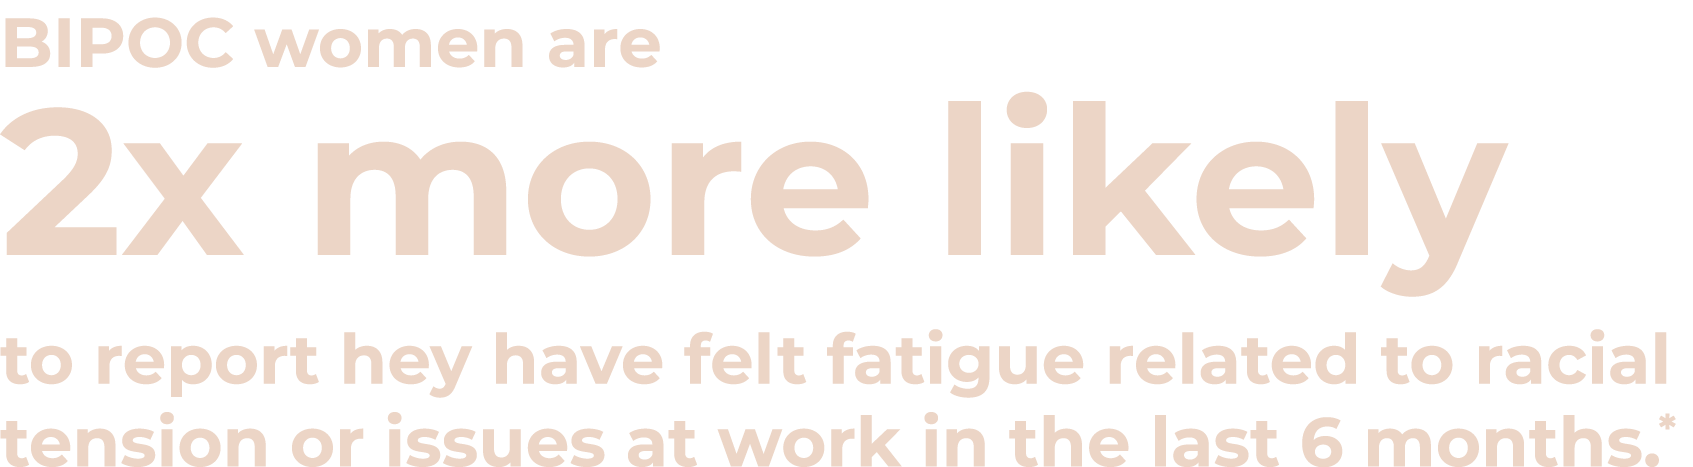 BIPOC women are
2x more likely
to report hey have felt fatigue related to racial
tension or issues at work in the last 6 months.*